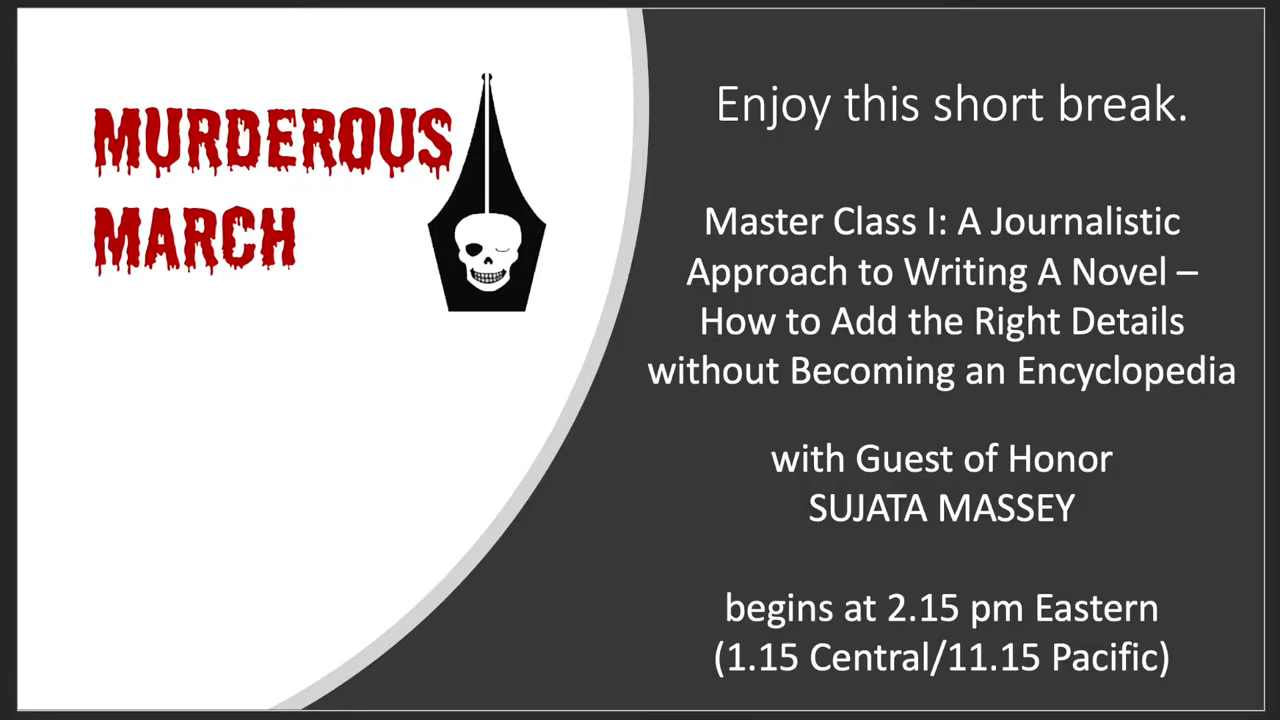 MURDEROUS
MARCH
Enjoy this short break.
Master Class I: A Journalistic
Approach to Writing A Novel –
How to Add the Right Details
without Becoming an Encyclopedia
with Guest of Honor
SUJATA MASSEY
begins at 2.15 pm Eastern
(1.15 Central/11.15 Pacific)